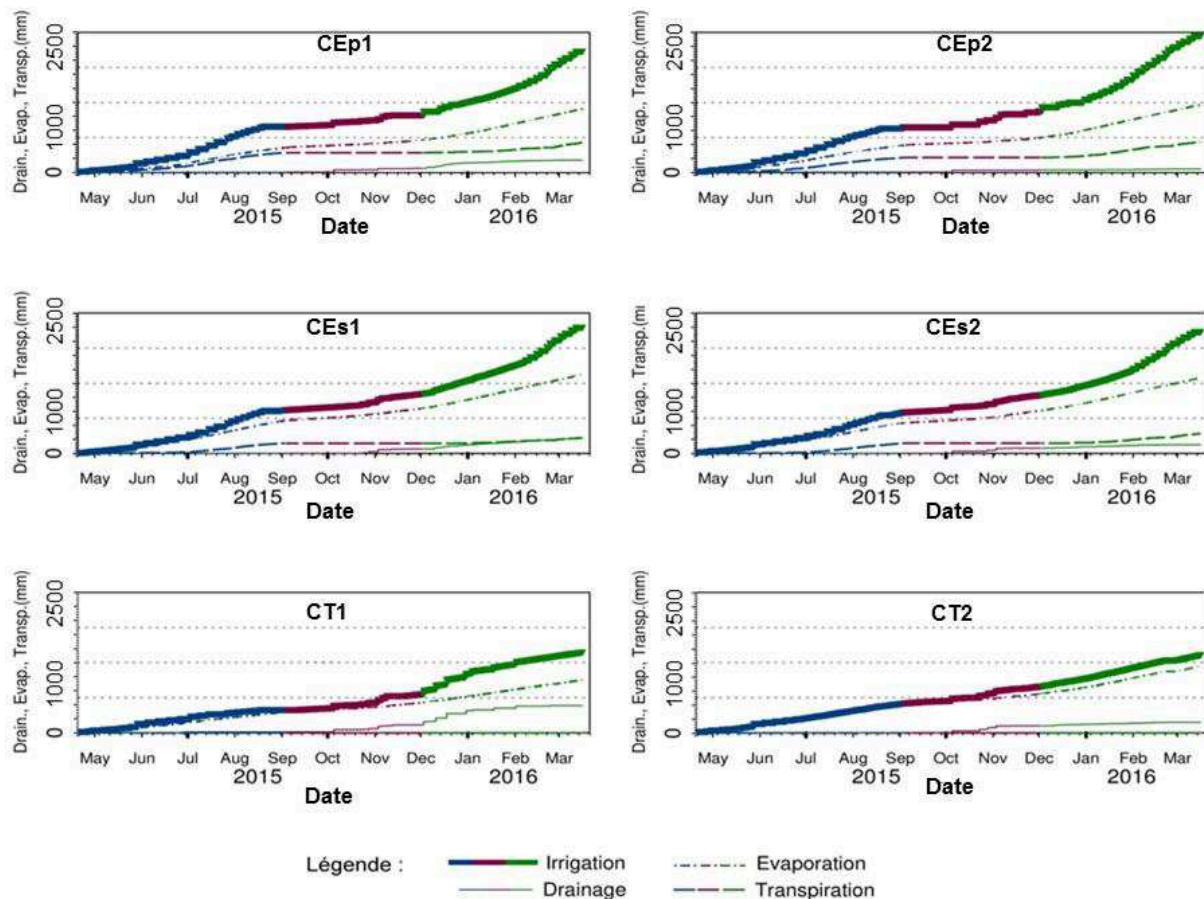 CEp1
Drain., Evap., Transp.(mm)
2500
1000
0
May Jun Jul Aug Sep Oct Nov Dec Jan Feb Mar
2015 2016
Date
CEp2
Drain., Evap., Transp.(mm)
2500
1000
0
May Jun Jul Aug Sep Oct Nov Dec Jan Feb Mar
2015 2016
Date
CEs1
Drain., Evap., Transp.(mm)
2500
1000
0
May Jun Jul Aug Sep Oct Nov Dec Jan Feb Mar
2015 2016
Date
CEs2
Drain., Evap., Transp.(m
2500
1000
0
May Jun Jul Aug Sep Oct Nov Dec Jan Feb Mar
2015 2016
Date
CT1
Drain., Evap., Transp.(mm)
2500
1000
0
May Jun Jul Aug Sep Oct Nov Dec Jan Feb Mar
2015 2016
Date
CT2
Drain., Evap., Transp.(mm)
2500
1000
0
May Jun Jul Aug Sep Oct Nov Dec Jan Feb Mar
2015 2016
Date
Légende : Irrigation Evaporation
Drainage Transpiration